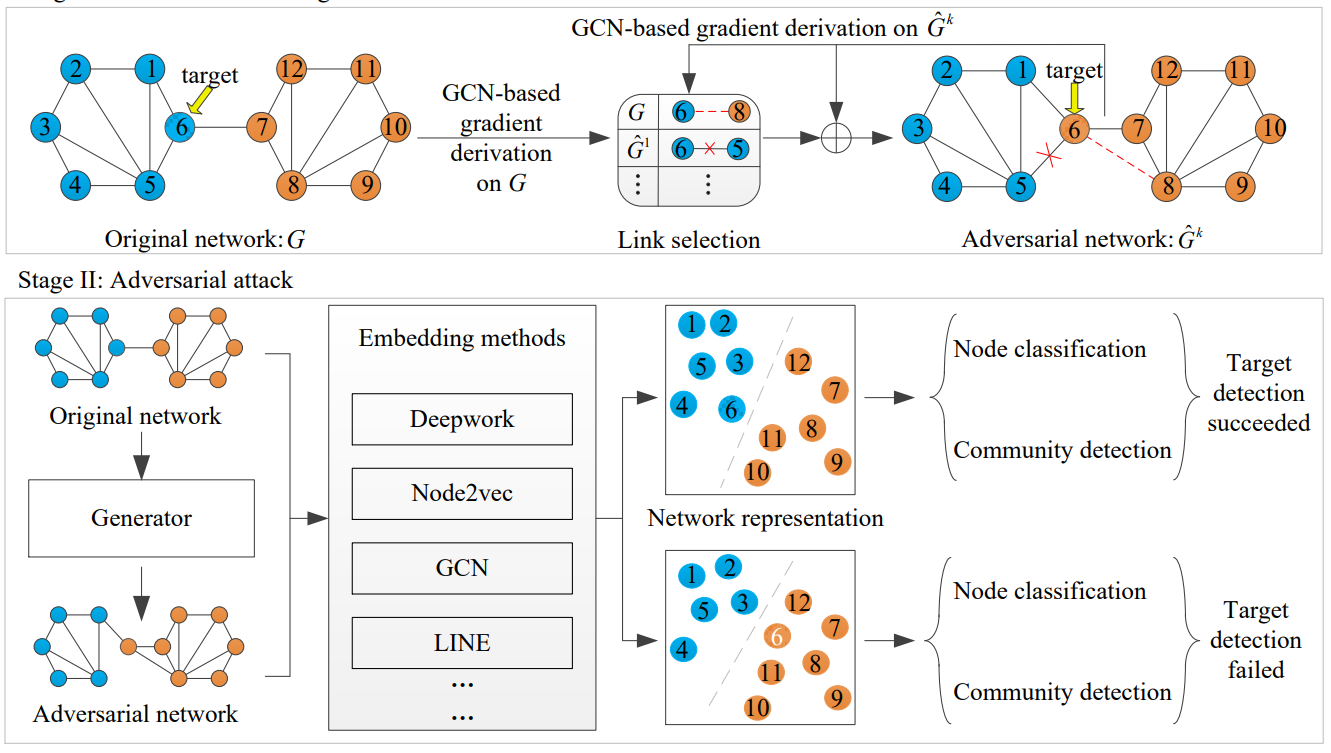 GCN-based gradient derivation on Ĝᵏ
2 1 target 12 11
3 6 7 10
4 5 8 9
Original network: G
GCN-based
gradient
derivation
on G
G 6 8
Ĝ¹ 6 5
⋮ ⋮
Link selection
2 1 target 12 11
3 6 7 10
4 5 8 9
Adversarial network: Ĝᵏ
Stage II: Adversarial attack
Original network
Generator
Adversarial network
Embedding methods
Deepwork
Node2vec
GCN
LINE
...
...
1 2
5 3 12
4 6 7
11 8
10 9
Network representation
1 2
5 3 12
4 6 7
11 8
10 9
Node classification
Community detection
Target
detection
succeeded
Node classification
Community detection
Target
detection
failed